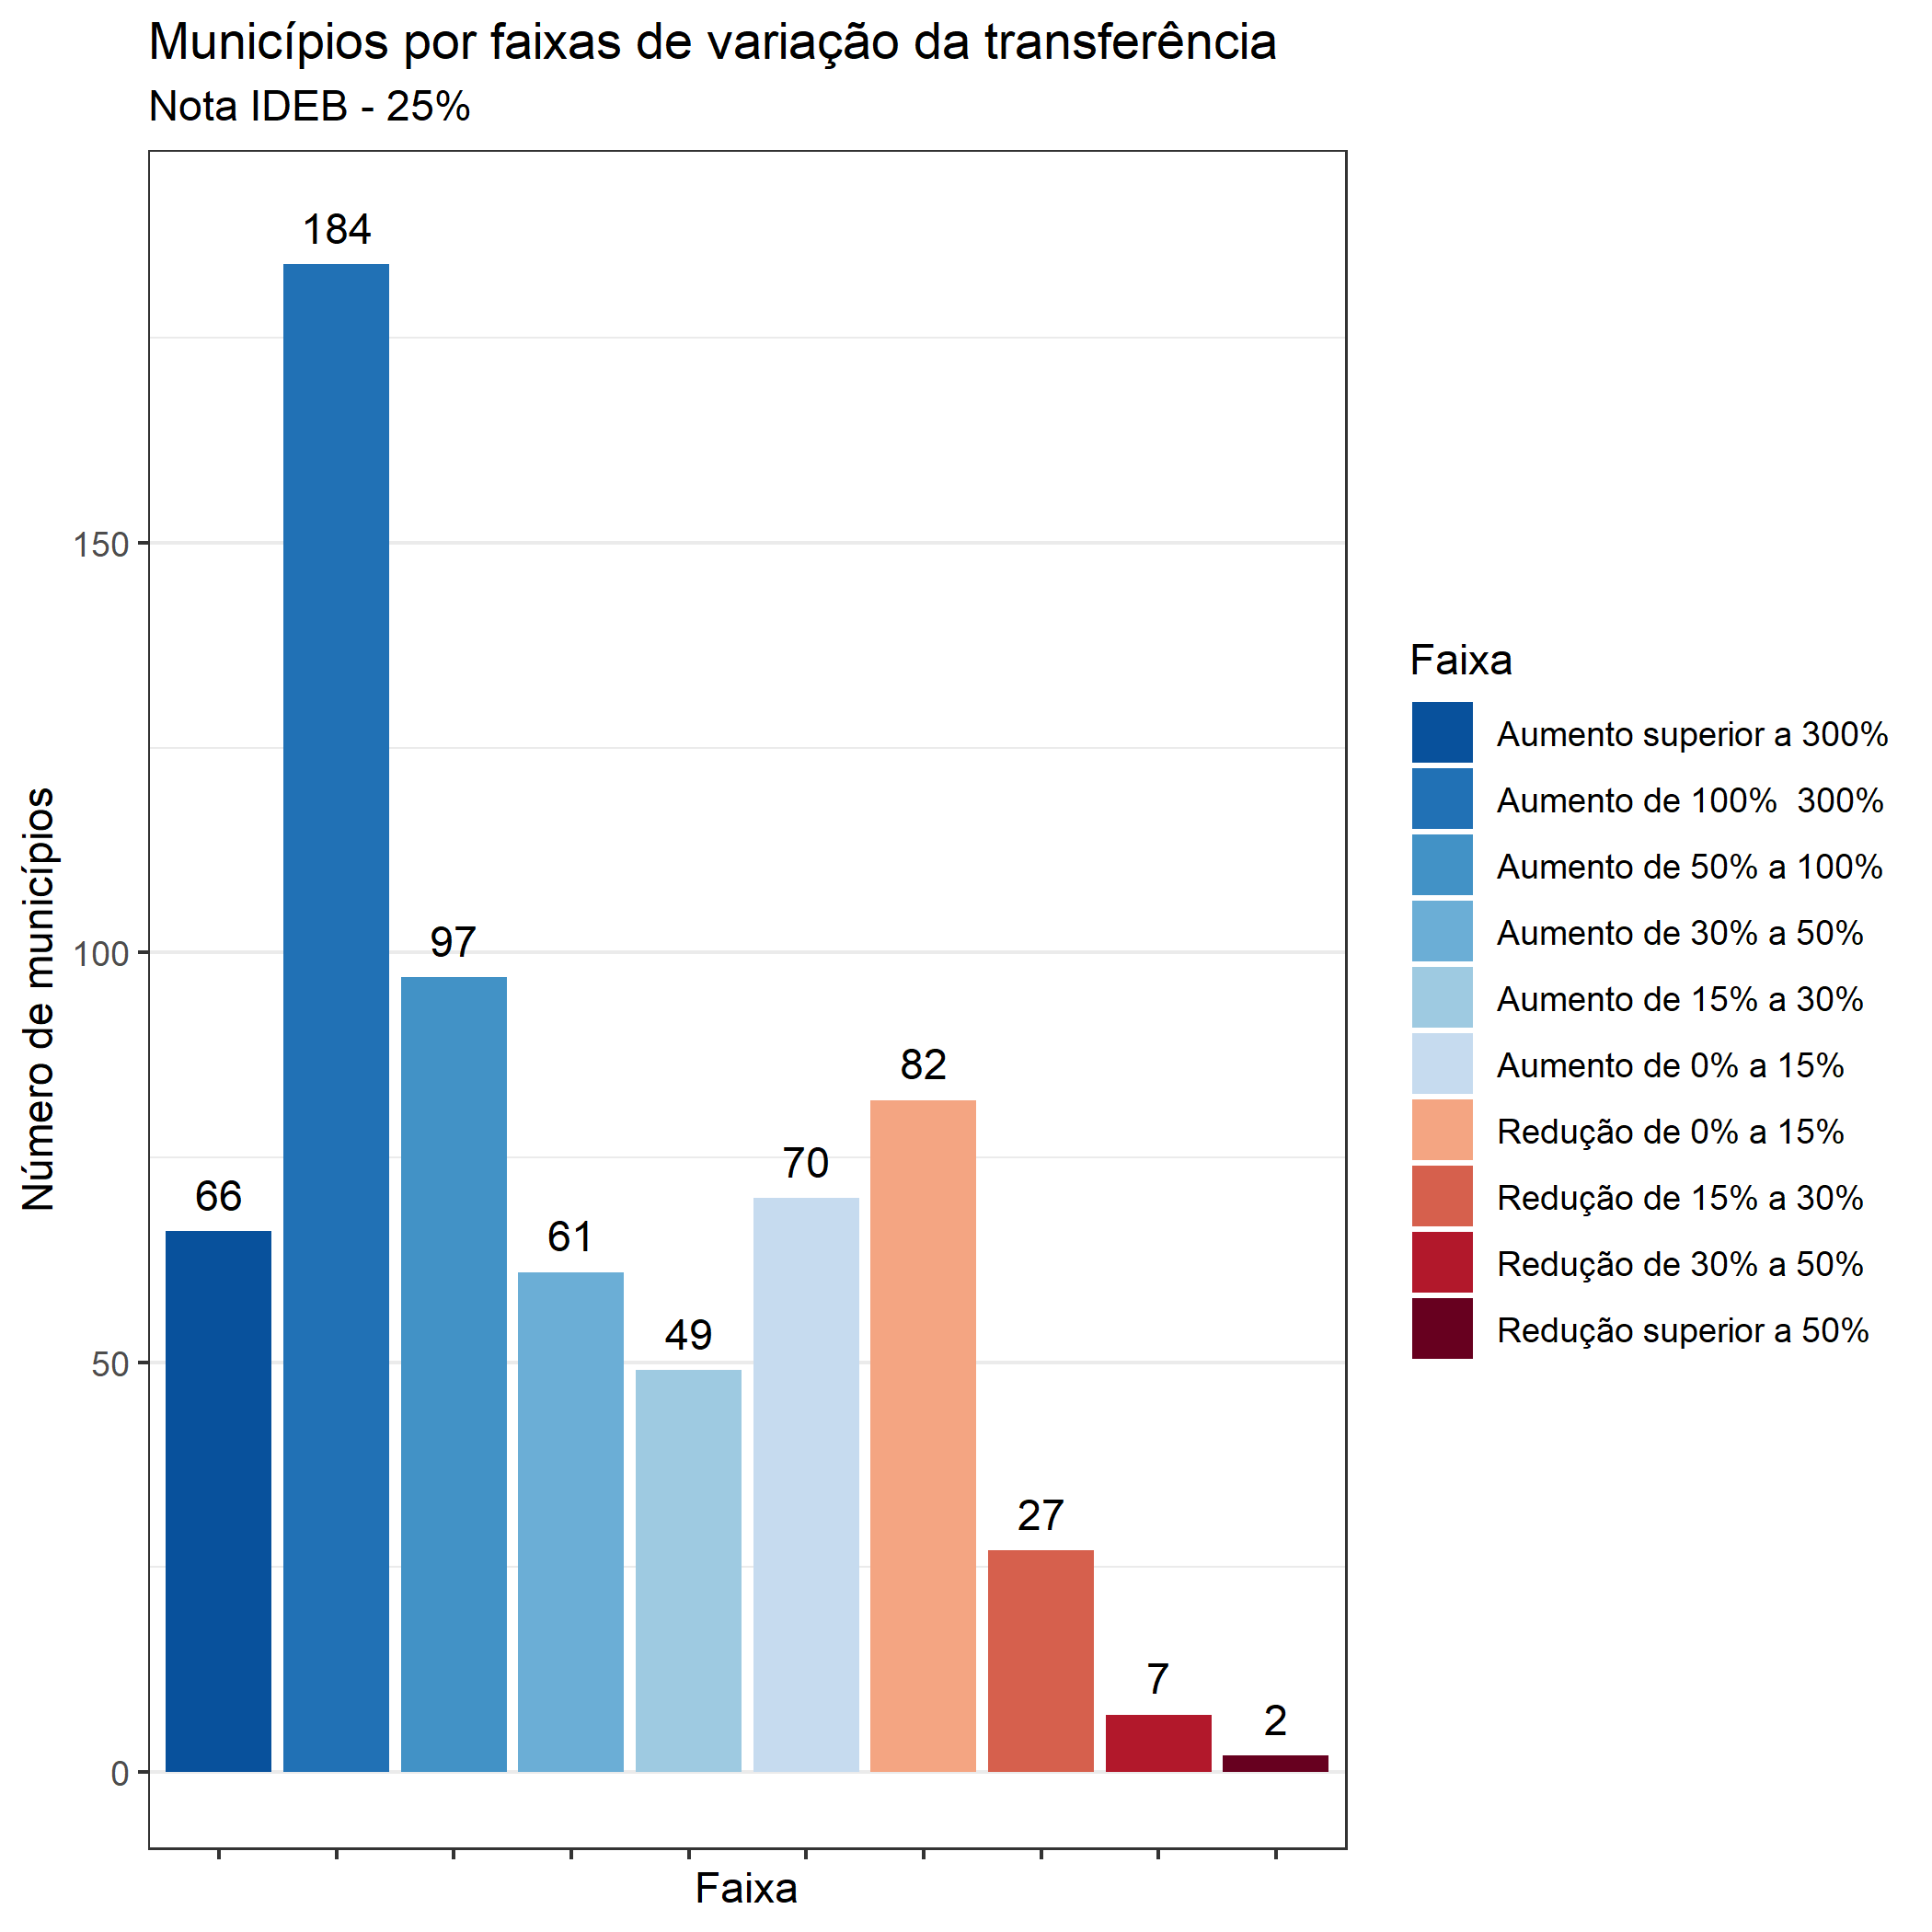 Municípios por faixas de variação da transferência
Nota IDEB - 25%
Número de municípios
150
100
50
0
66
184
97
61
49
70
82
27
7
2
Faixa
Faixa
Aumento superior a 300%
Aumento de 100%  300%
Aumento de 50% a 100%
Aumento de 30% a 50%
Aumento de 15% a 30%
Aumento de 0% a 15%
Redução de 0% a 15%
Redução de 15% a 30%
Redução de 30% a 50%
Redução superior a 50%